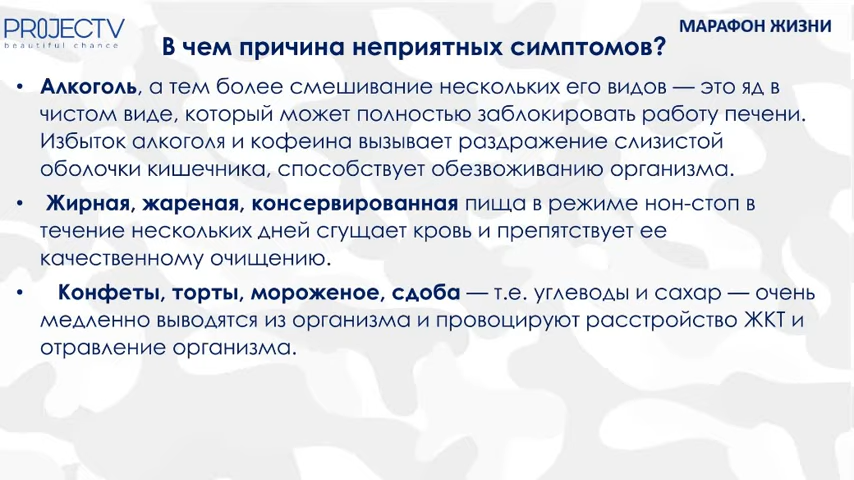 PROJECTV
beautiful chance
МАРАФОН ЖИЗНИ
В чем причина неприятных симптомов?
• Алкоголь, а тем более смешивание нескольких его видов — это яд в
чистом виде, который может полностью заблокировать работу печени.
Избыток алкоголя и кофеина вызывает раздражение слизистой
оболочки кишечника, способствует обезвоживанию организма.
• Жирная, жареная, консервированная пища в режиме нон-стоп в
течение нескольких дней сгущает кровь и препятствует ее
качественному очищению.
• Конфеты, торты, мороженое, сдоба — т.е. углеводы и сахар — очень
медленно выводятся из организма и провоцируют расстройство ЖКТ и
отравление организма.